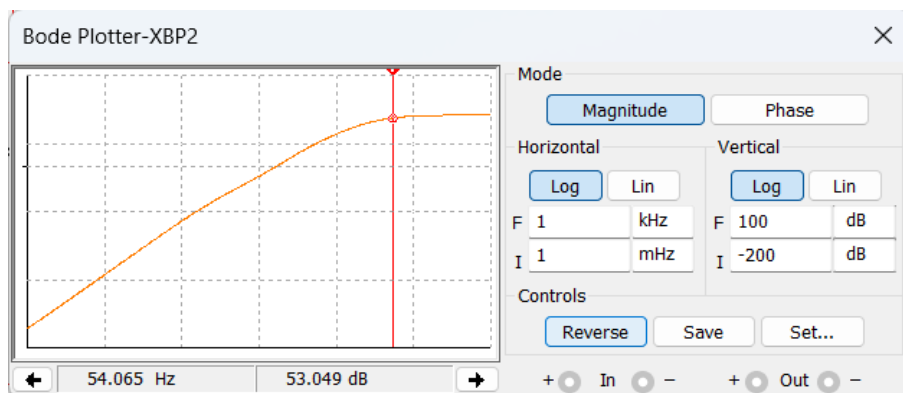 Bode Plotter-XBP2
Mode
Magnitude Phase
Horizontal Vertical
Log Lin Log Lin
F 1 kHz F 100 dB
I 1 mHz I -200 dB
Controls
Reverse Save Set...
54.065 Hz 53.049 dB + In − + Out −